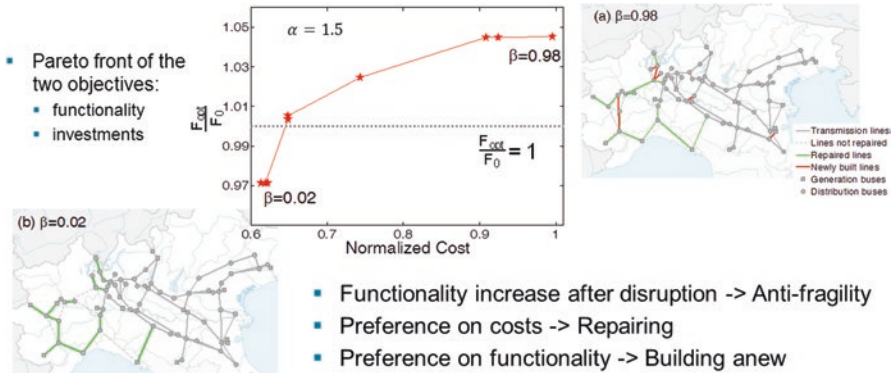 Pareto front of the
two objectives:
functionality
investments
1.05
1.03
1.01
0.99
0.97
F_opt
F_0
α = 1.5
β=0.98
F_opt
F_0 = 1
β=0.02
0.6 0.7 0.8 0.9 1
Normalized Cost
(a) β=0.98
Transmission lines
Lines not repaired
Repaired lines
Newly built lines
Generation buses
Distribution buses
(b) β=0.02
Functionality increase after disruption -> Anti-fragility
Preference on costs -> Repairing
Preference on functionality -> Building anew